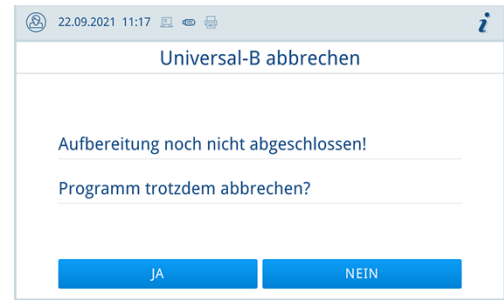 22.09.2021 11:17
i
Universal-B abbrechen
Aufbereitung noch nicht abgeschlossen!
Programm trotzdem abbrechen?
JA
NEIN